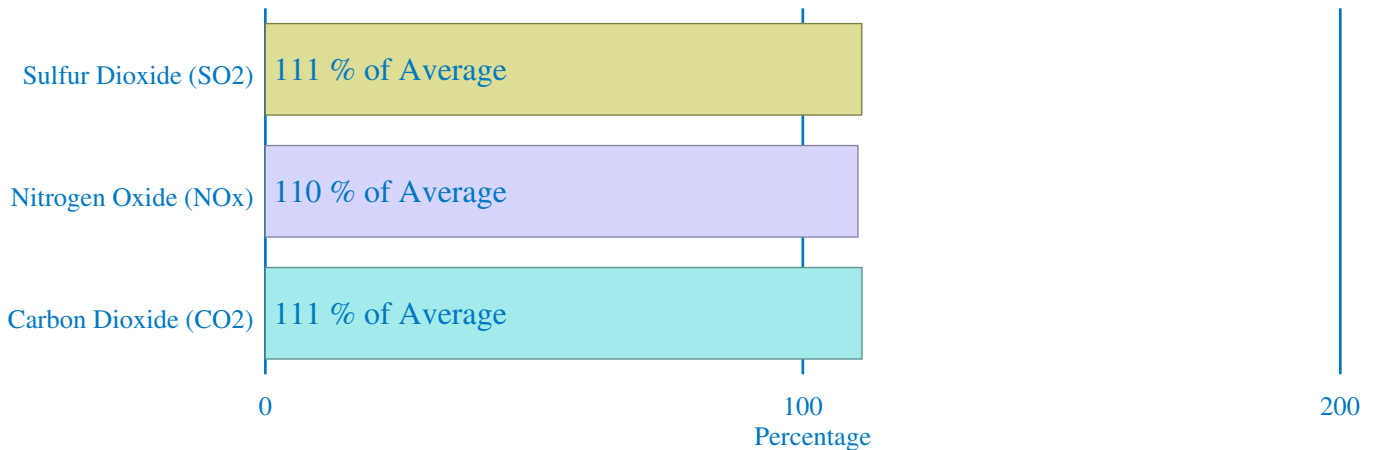 Sulfur Dioxide (SO2)
111 % of Average
Nitrogen Oxide (NOx)
110 % of Average
Carbon Dioxide (CO2)
111 % of Average
0 100 200
Percentage